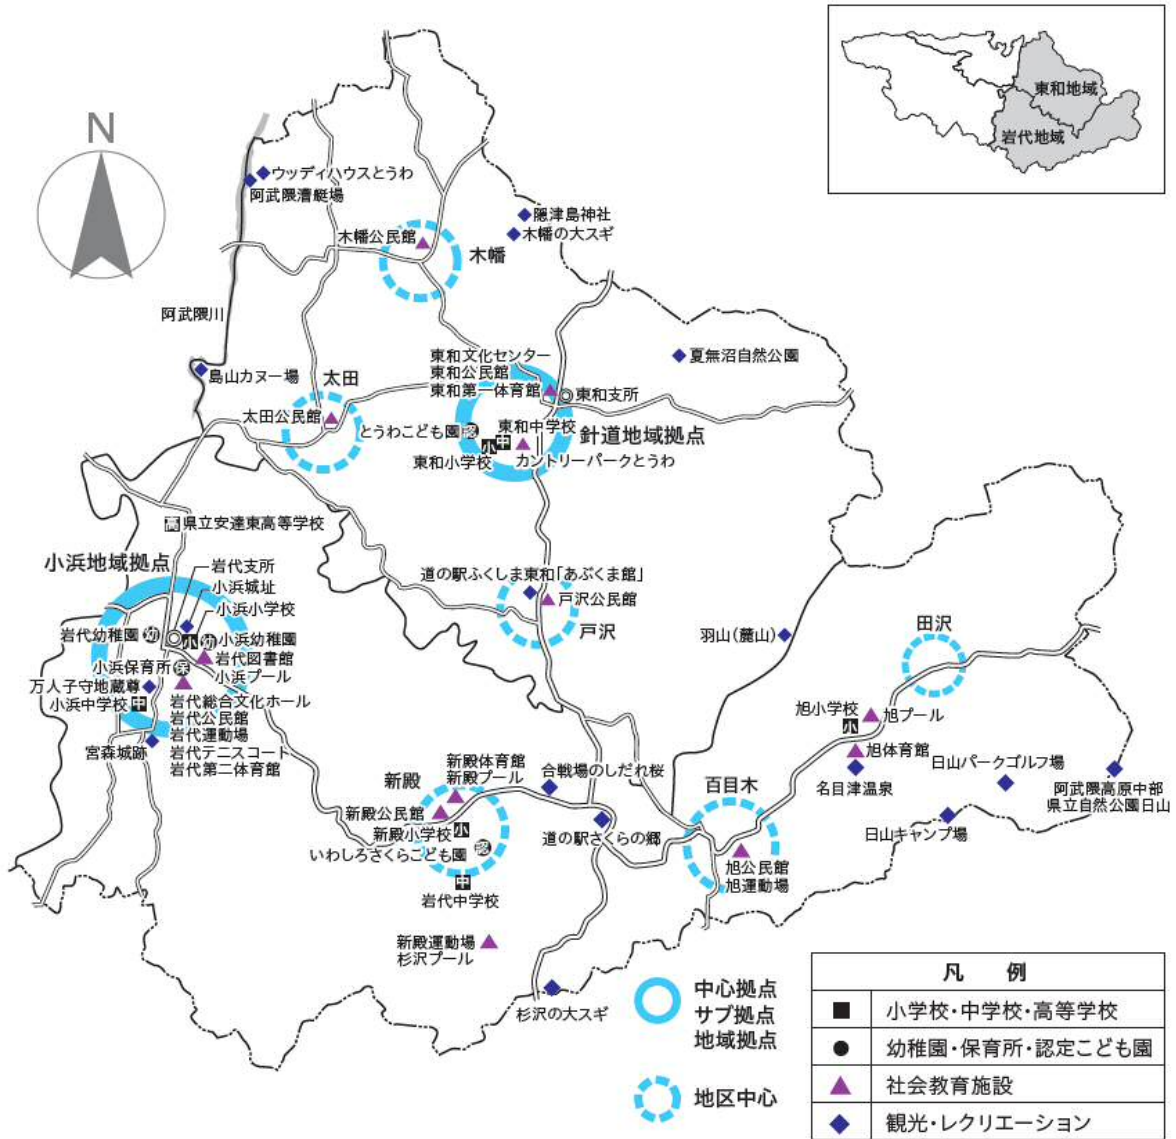 N
東和地域
岩代地域
ウッディハウスとうわ
阿武隈漕艇場
隠津島神社
木幡の大スギ
木幡公民館
木幡
阿武隈川
島山カヌー場
東和文化センター
東和公民館
東和第一体育館
東和支所
夏無沼自然公園
太田
太田公民館
とうわこども園
認
東和中学校
小
中
東和小学校
カントリーパークとうわ
針道地域拠点
高
県立安達東高等学校
小浜地域拠点
岩代支所
小浜城址
小浜小学校
岩代幼稚園
幼
小
幼
小浜幼稚園
岩代図書館
小浜プール
小浜保育所
保
万人子守地蔵尊
小浜中学校
中
岩代総合文化ホール
岩代公民館
岩代運動場
岩代テニスコート
岩代第二体育館
宮森城跡
道の駅ふくしま東和「あぶくま館」
戸沢公民館
戸沢
羽山(麓山)
田沢
旭小学校
小
旭プール
旭体育館
名目津温泉
日山パークゴルフ場
阿武隈高原中部
県立自然公園日山
日山キャンプ場
新殿
新殿体育館
新殿プール
新殿公民館
新殿小学校
小
いわしろさくらこども園
認
中
岩代中学校
合戦場のしだれ桜
道の駅さくらの郷
百目木
旭公民館
旭運動場
新殿運動場
杉沢プール
杉沢の大スギ
中心拠点
サブ拠点
地域拠点
地区中心
凡 例
小学校・中学校・高等学校
幼稚園・保育所・認定こども園
社会教育施設
観光・レクリエーション